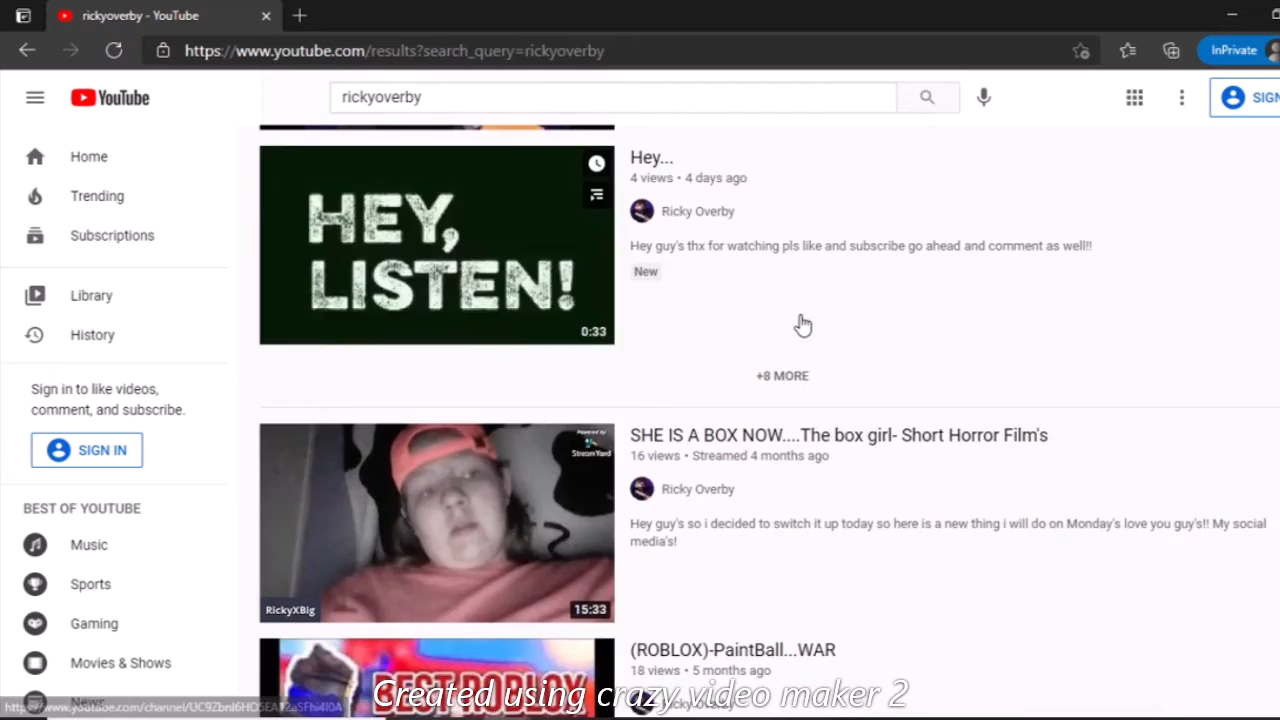 rickyoverby - YouTube
https://www.youtube.com/results?search_query=rickyoverby
InPrivate
YouTube
rickyoverby
SIGN
Home
Trending
Subscriptions
Library
History
Sign in to like videos,
comment, and subscribe.
SIGN IN
BEST OF YOUTUBE
Music
Sports
Gaming
Movies & Shows
HEY,
LISTEN!
0:33
Hey...
4 views • 4 days ago
Ricky Overby
Hey guy's thx for watching pls like and subscribe go ahead and comment as well!!
New
+8 MORE
Powered by
StreamYard
RickyXBig
15:33
SHE IS A BOX NOW....The box girl- Short Horror Film's
16 views • Streamed 4 months ago
Ricky Overby
Hey guy's so i decided to switch it up today so here is a new thing i will do on Monday's love you guy's!! My social
media's!
BEST ROBLOX
(ROBLOX)-PaintBall...WAR
18 views • 5 months ago
Created using crazy video maker 2